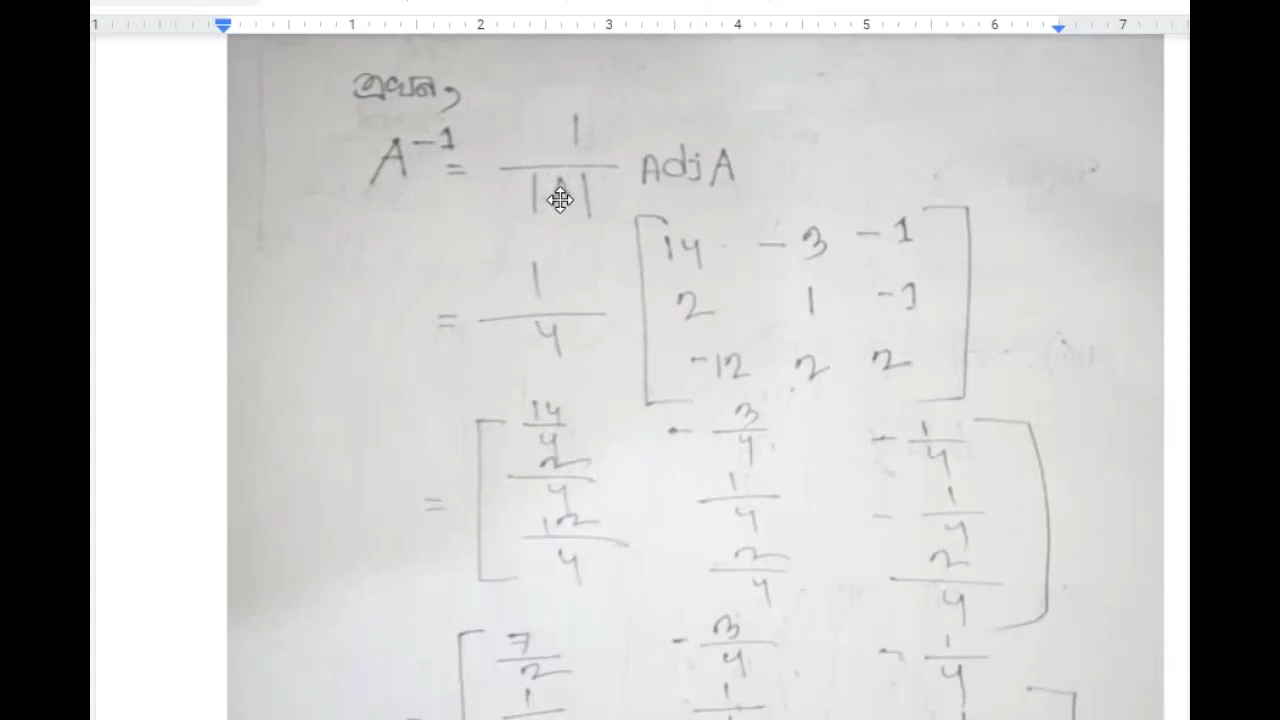 1 1 2 3 4 5 6 7
এখন,
A⁻¹ = 1/|A| Adj A
= 1/4 [14 -3 -1
2 1 -1
-12 2 2]
= [14/4 - 3/4 - 1/4
2/4 1/4 - 1/4
12/4 2/4 2/4]
[7/2 - 3/4 - 1/4